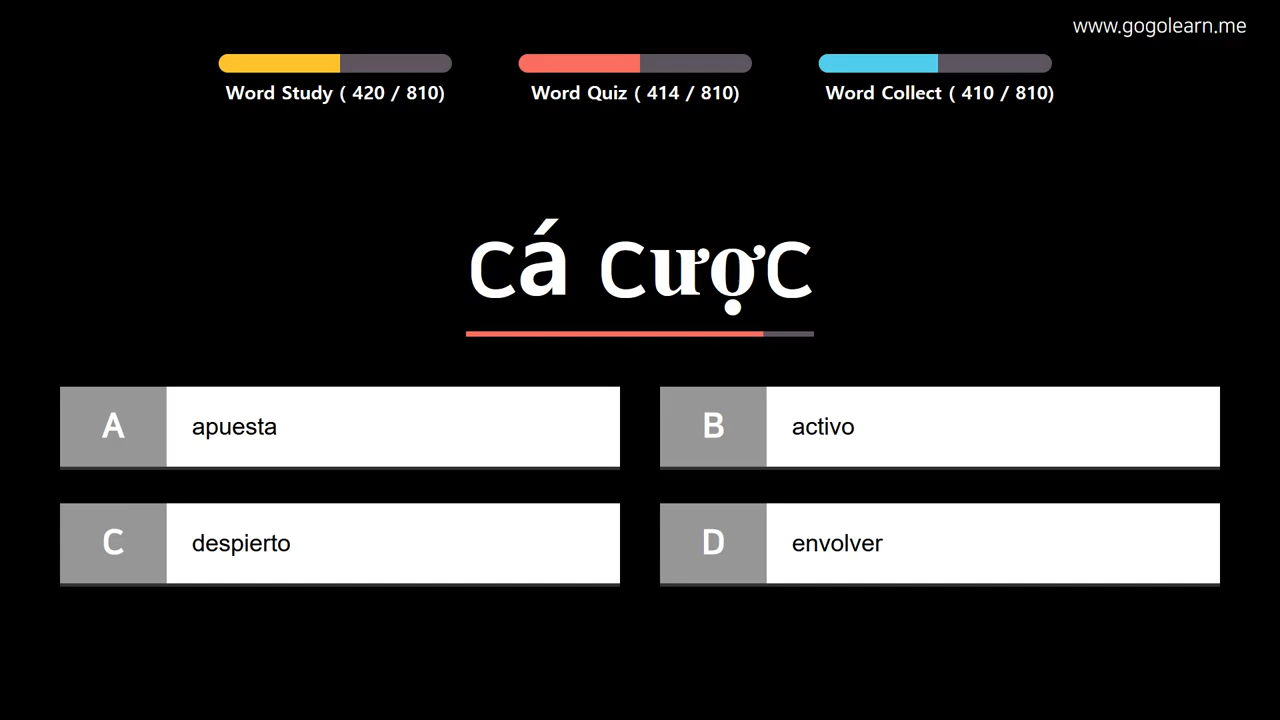 www.gogolearn.me
Word Study ( 420 / 810)
Word Quiz ( 414 / 810)
Word Collect ( 410 / 810)
cá cược
A apuesta
B activo
C despierto
D envolver